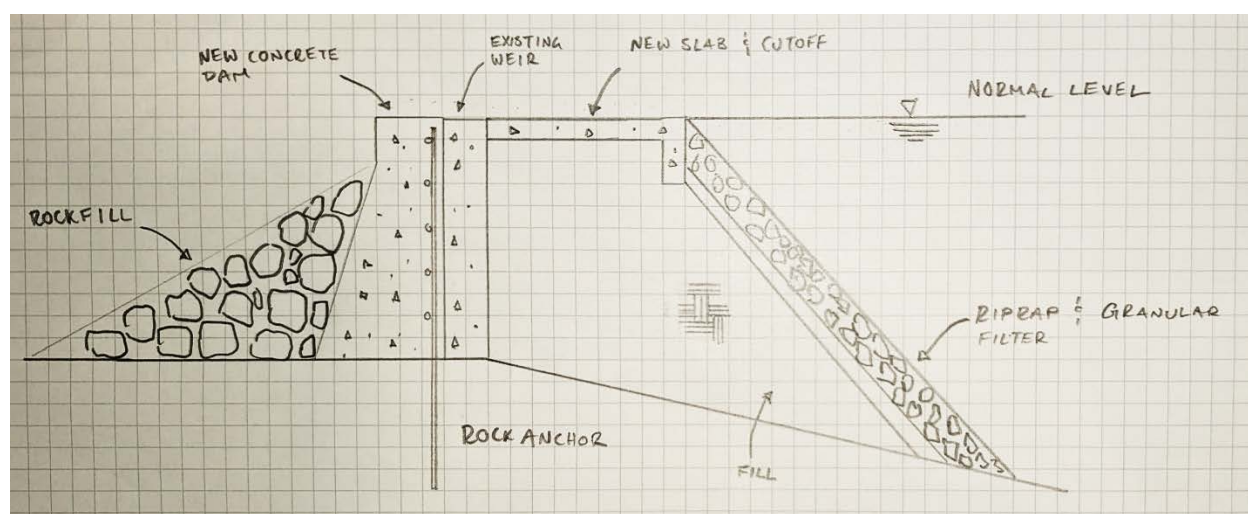 NEW CONCRETE
DAM
EXISTING
WEIR
NEW SLAB & CUTOFF
NORMAL LEVEL
ROCKFILL
RIPRAP & GRANULAR
FILTER
ROCK ANCHOR
FILL